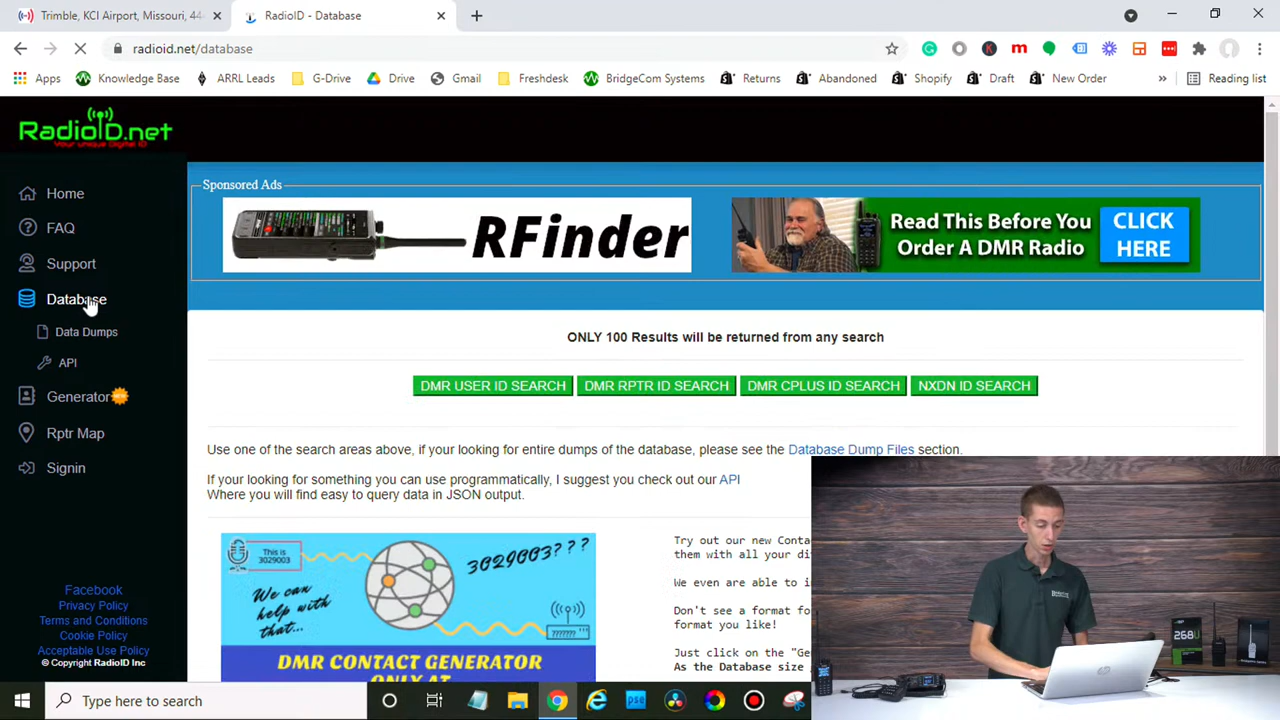 Trimble, KCI Airport, Missouri, 44
RadioID - Database
radioid.net/database
Apps
Knowledge Base
ARRL Leads
G-Drive
Drive
Gmail
Freshdesk
BridgeCom Systems
Returns
Abandoned
Shopify
Draft
New Order
»
Reading list
RadioID.net
Your Unique Digital ID
Home
FAQ
Support
Database
Data Dumps
API
Generator
Rptr Map
Signin
Facebook
Privacy Policy
Terms and Conditions
Cookie Policy
Acceptable Use Policy
© Copyright RadioID Inc
Sponsored Ads
RFinder
Read This Before You
Order A DMR Radio
CLICK
HERE
ONLY 100 Results will be returned from any search
DMR USER ID SEARCH
DMR RPTR ID SEARCH
DMR CPLUS ID SEARCH
NXDN ID SEARCH
Use one of the search areas above, if your looking for entire dumps of the database, please see the Database Dump Files section.
If your looking for something you can use programmatically, I suggest you check out our API
Where you will find easy to query data in JSON output.
This is
3029003
3029003???
We can
help with
that...
???????
DMR CONTACT GENERATOR
ONLY AT
Try out our new Conta
them with all your di
We even are able to i
Don't see a format fo
format you like!
Just click on the "Ge
As the Database size
268U
Type here to search